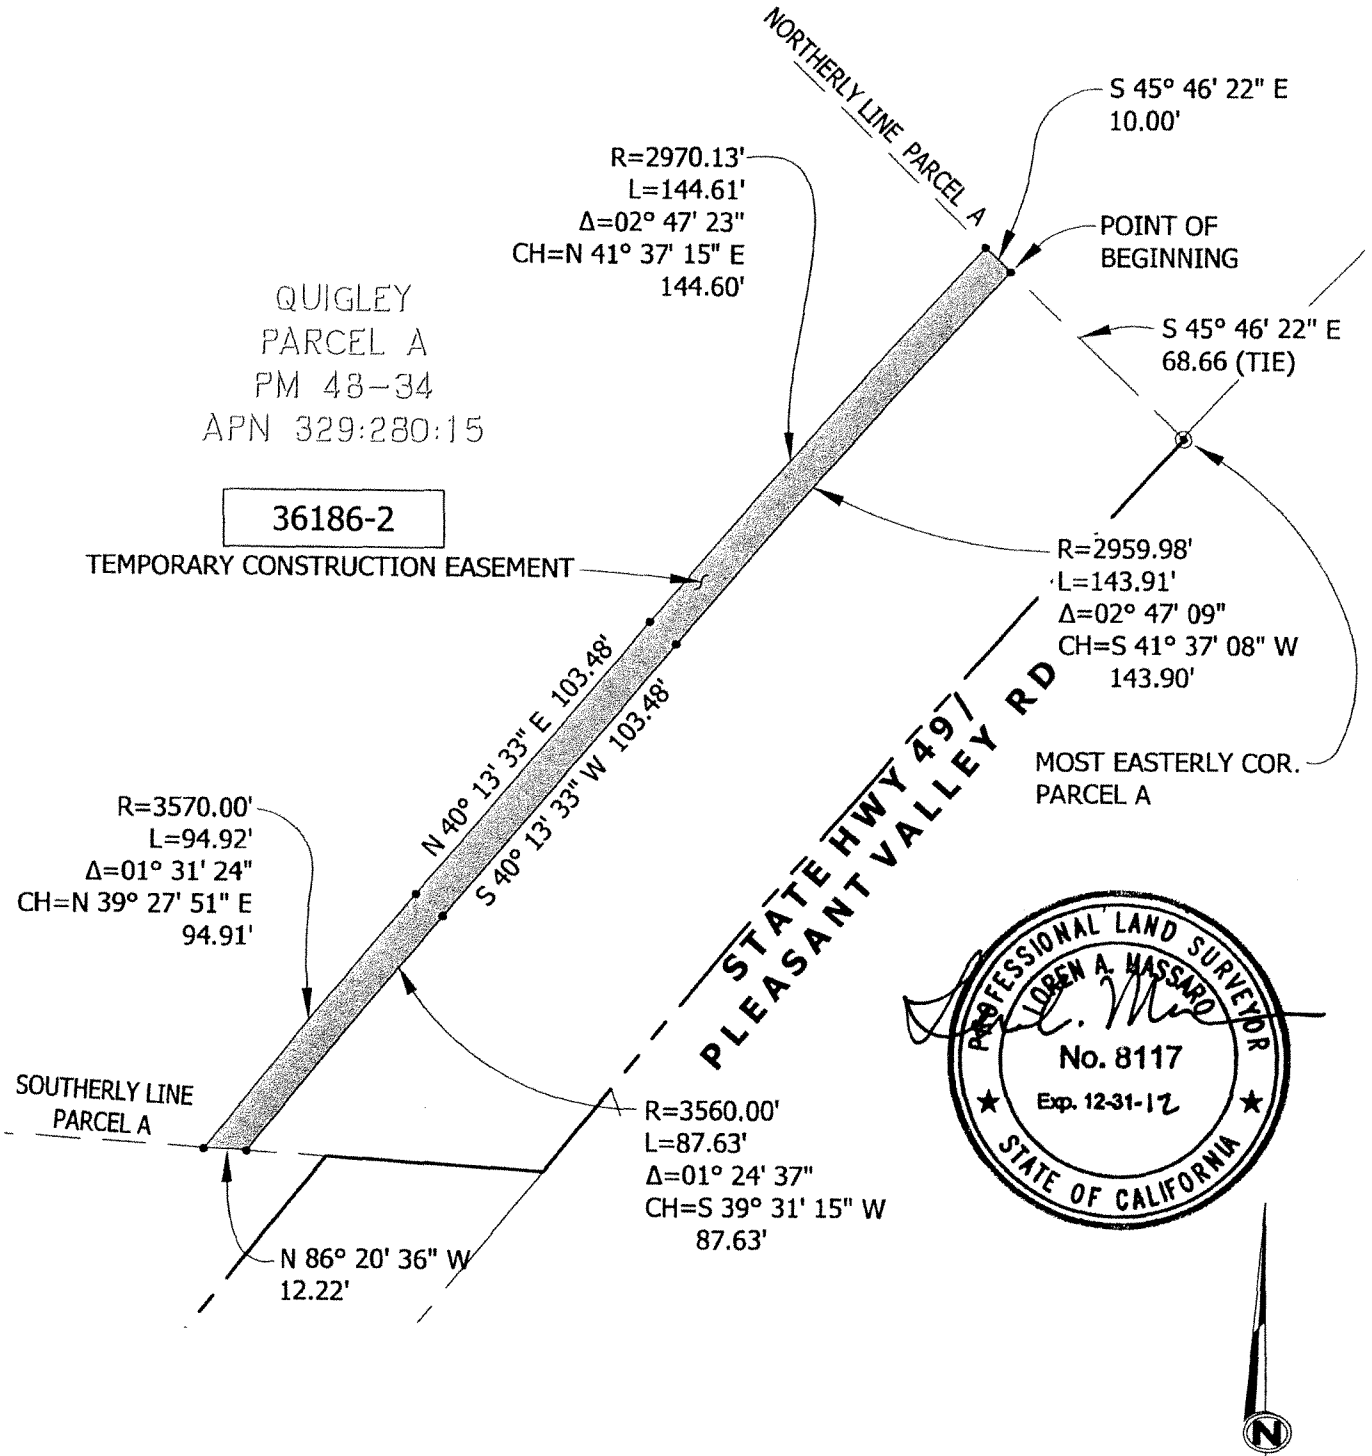 NORTHERLY LINE PARCEL A
S 45° 46' 22" E
10.00'
R=2970.13'
L=144.61'
Δ=02° 47' 23"
CH=N 41° 37' 15" E
144.60'
POINT OF
BEGINNING
QUIGLEY
PARCEL A
PM 48-34
APN 329:280:15
S 45° 46' 22" E
68.66 (TIE)
36186-2
TEMPORARY CONSTRUCTION EASEMENT
R=2959.98'
L=143.91'
Δ=02° 47' 09"
CH=S 41° 37' 08" W
143.90'
N 40° 13' 33" E 103.48'
S 40° 13' 33" W 103.48'
STATE HWY 49/
PLEASANT VALLEY RD
MOST EASTERLY COR.
PARCEL A
R=3570.00'
L=94.92'
Δ=01° 31' 24"
CH=N 39° 27' 51" E
94.91'
PROFESSIONAL LAND SURVEYOR
LOREN A. MASSARO
No. 8117
Exp. 12-31-12
STATE OF CALIFORNIA
SOUTHERLY LINE
PARCEL A
R=3560.00'
L=87.63'
Δ=01° 24' 37"
CH=S 39° 31' 15" W
87.63'
N 86° 20' 36" W
12.22'
N